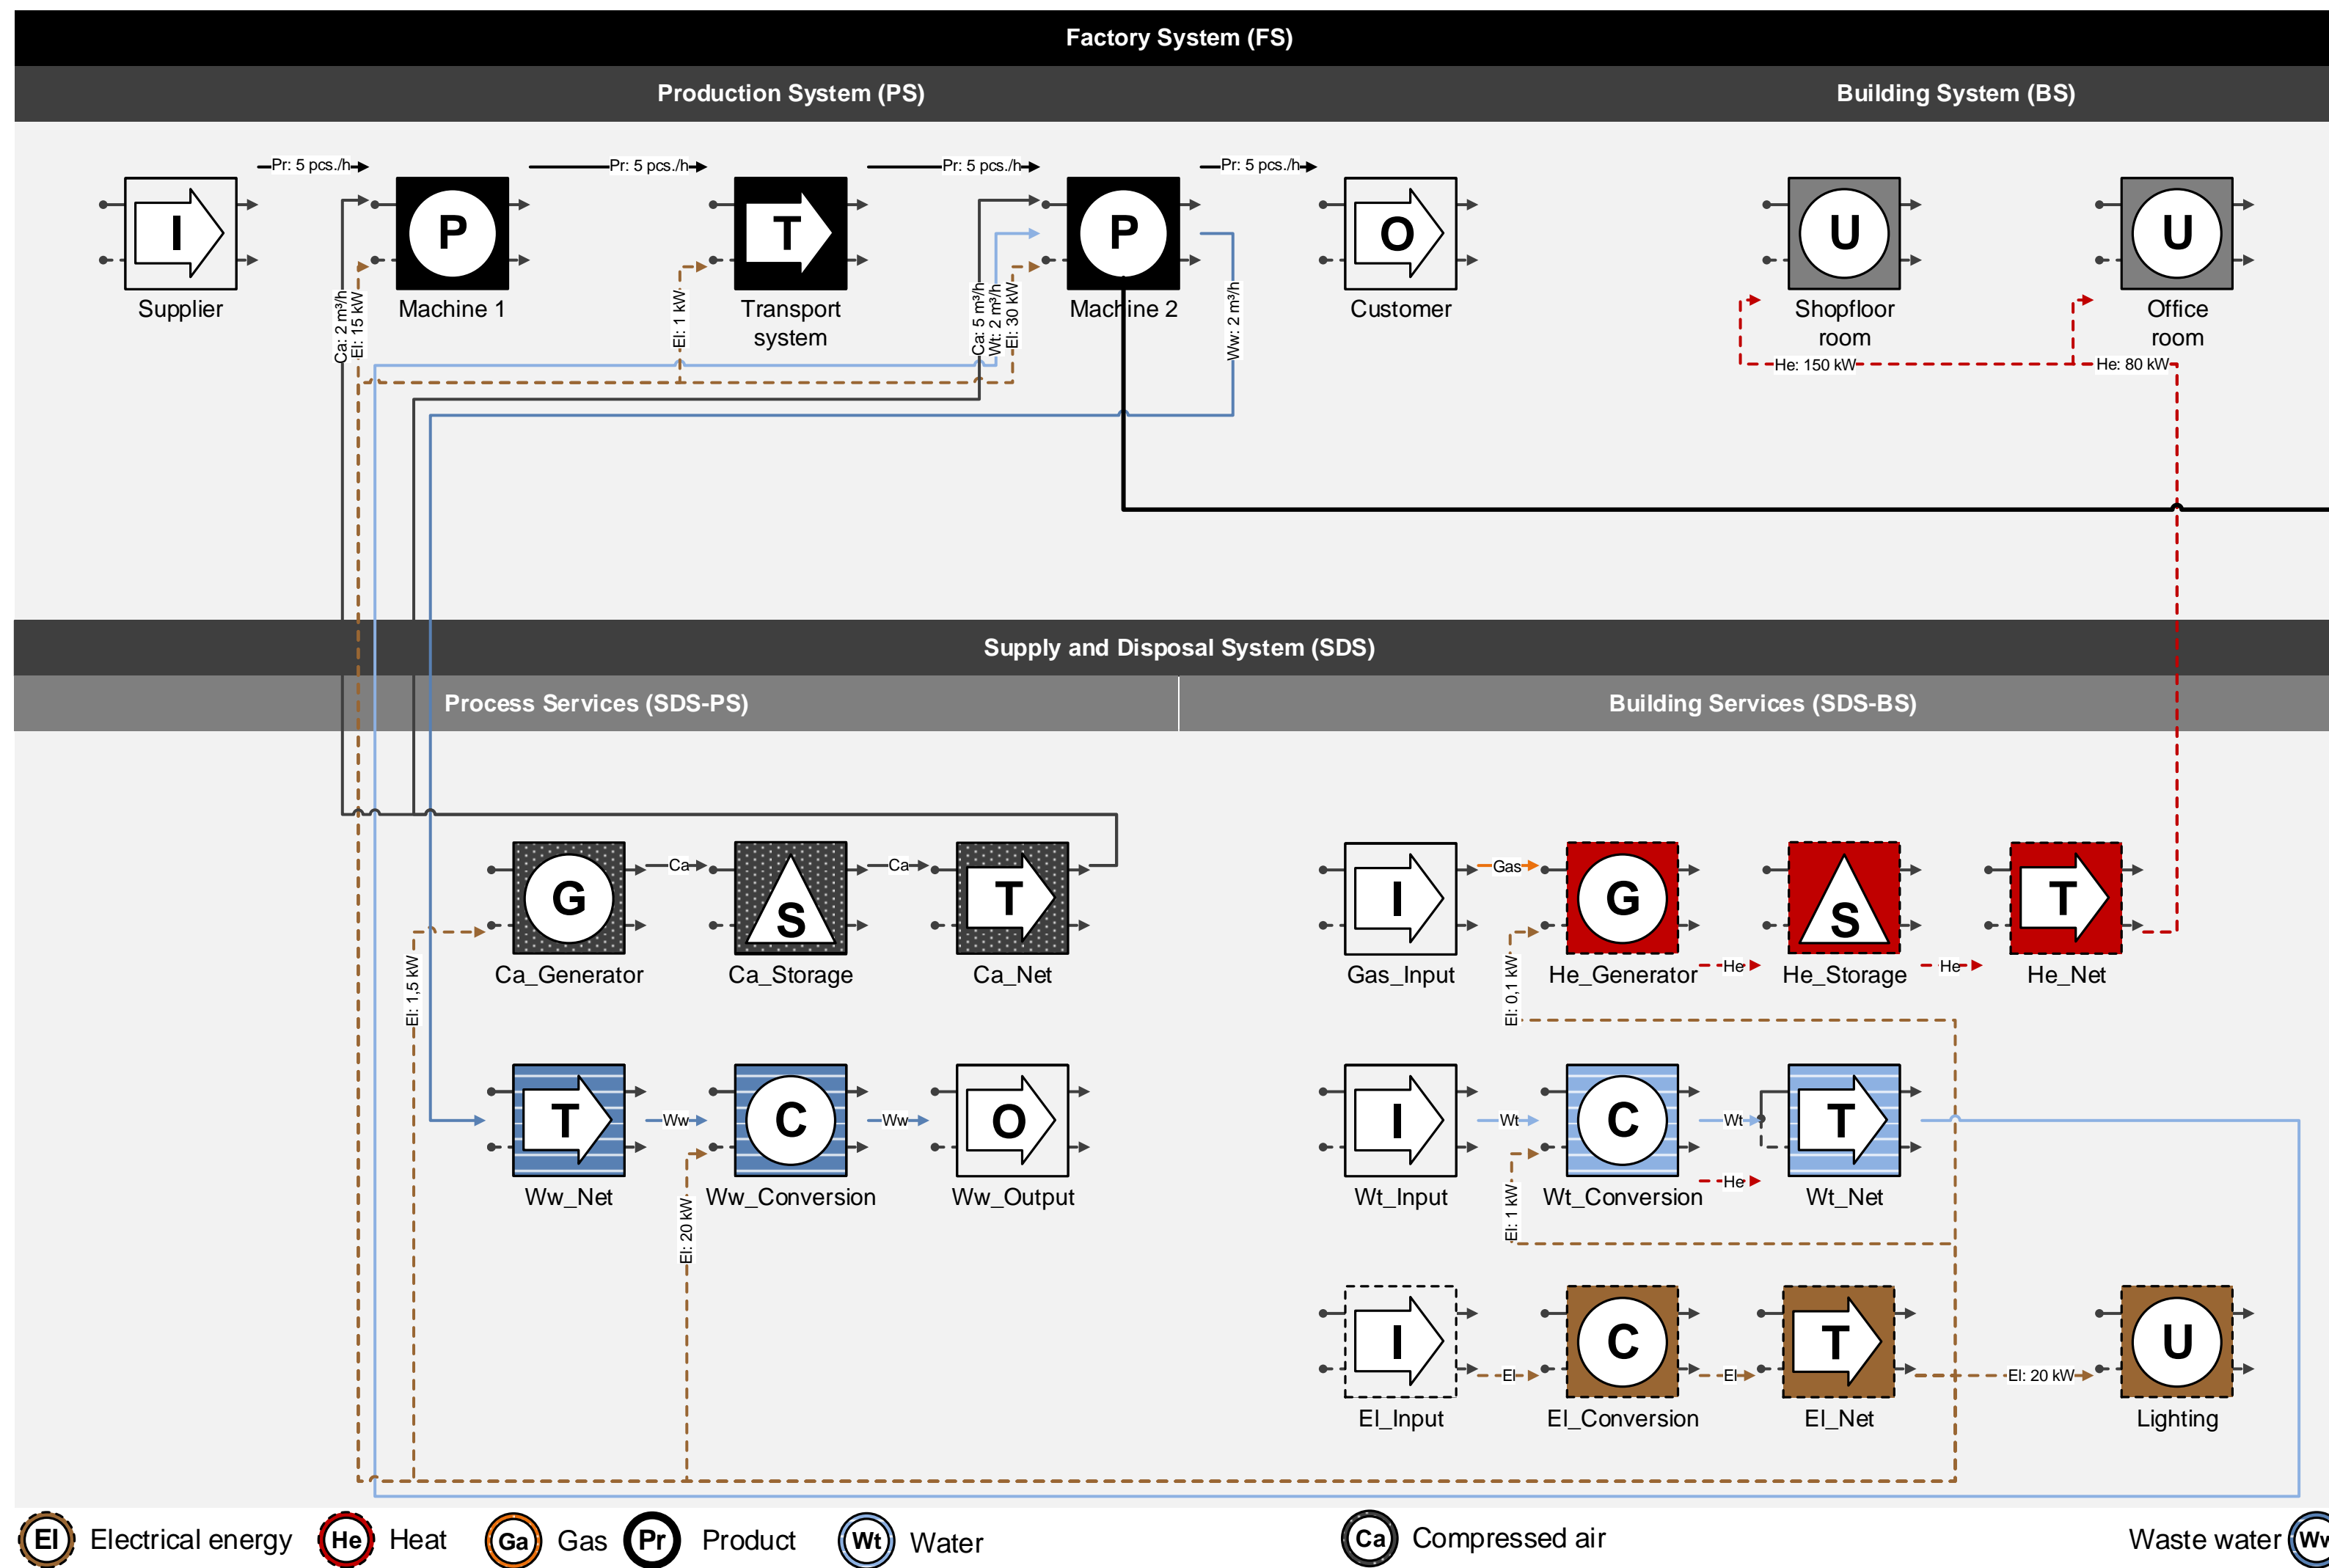 Factory System (FS)
Production System (PS)
Building System (BS)
Pr: 5 pcs./h
Pr: 5 pcs./h
Pr: 5 pcs./h
Pr: 5 pcs./h
I
P
T
P
O
U
U
Supplier
Machine 1
Transport
system
Machine 2
Customer
Shopfloor
room
Office
room
Ca: 2 m³/h
El: 15 kW
El: 1 kW
Ca: 5 m³/h
Wt: 2 m³/h
El: 30 kW
Ww: 2 m³/h
He: 150 kW
He: 80 kW
Supply and Disposal System (SDS)
Process Services (SDS-PS)
Building Services (SDS-BS)
Ca
Ca
Gas
G
S
T
I
G
S
T
Ca_Generator
Ca_Storage
Ca_Net
Gas_Input
He_Generator
He
He_Storage
He
He_Net
El: 1,5 kW
El: 0,1 kW
T
Ww
C
Ww
O
I
Wt
C
Wt
T
Ww_Net
Ww_Conversion
Ww_Output
Wt_Input
Wt_Conversion
He
Wt_Net
El: 20 kW
El: 1 kW
I
C
T
U
El
El
El: 20 kW
El_Input
El_Conversion
El_Net
Lighting
El Electrical energy
He Heat
Ga Gas
Pr Product
Wt Water
Ca Compressed air
Waste water Ww